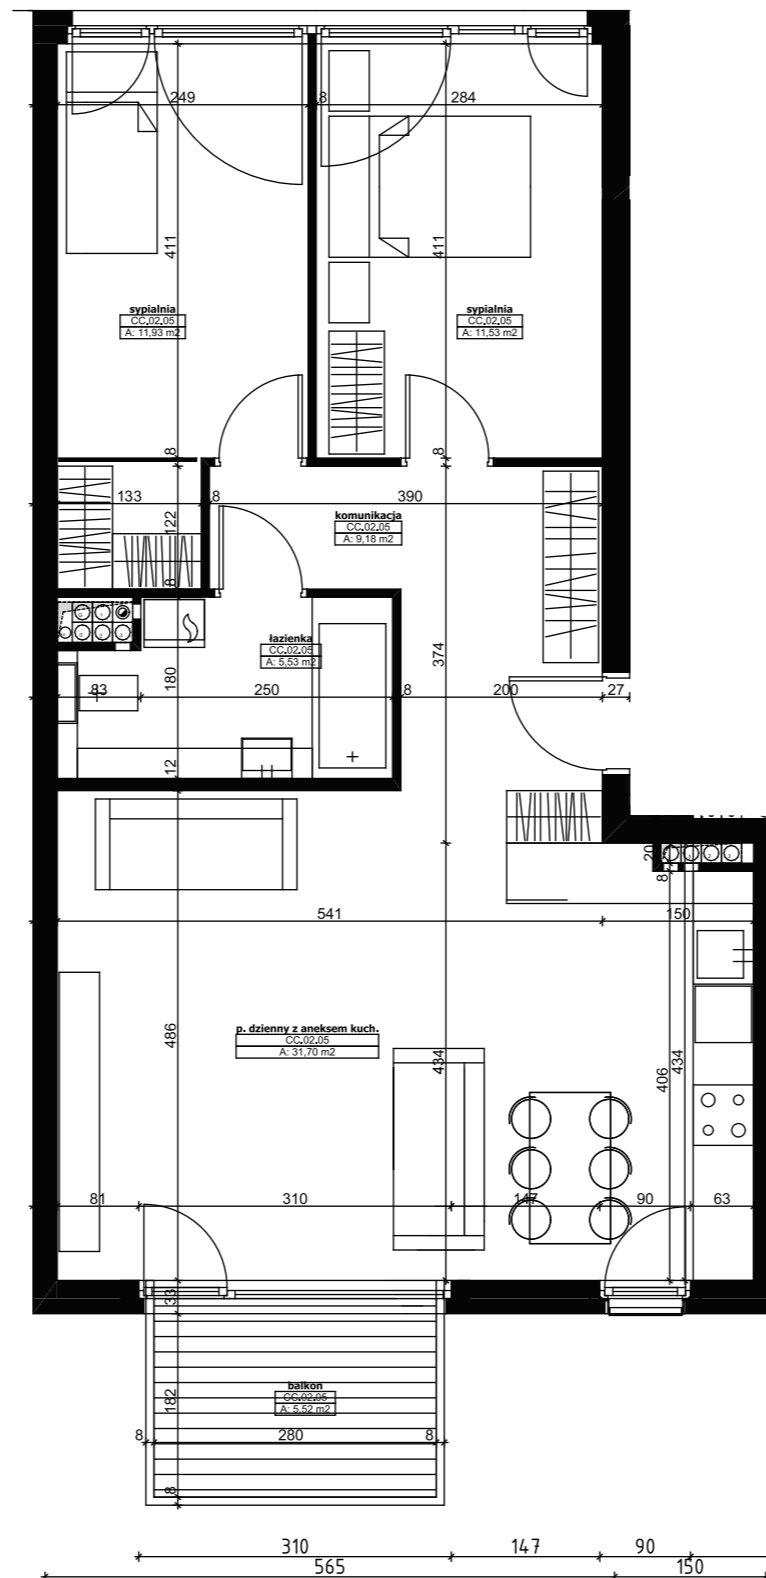 249
8
284
411
411
sypialnia
CC.02.05
A: 11,93 m2
sypialnia
CC.02.05
A: 11,53 m2
8
8
133
8
390
122
komunikacja
CC.02.05
A: 9,18 m2
8
łazienka
CC.02.05
A: 5,53 m2
374
180
83
250
8
200
27
12
20
8
541
150
486
p. dzienny z aneksem kuch.
CC.02.05
A: 31,70 m2
434
406
434
81
310
147
90
63
33
balkon
CC.02.05
A: 5.52 m2
182
8
280
8
8
310
147
90
565
150